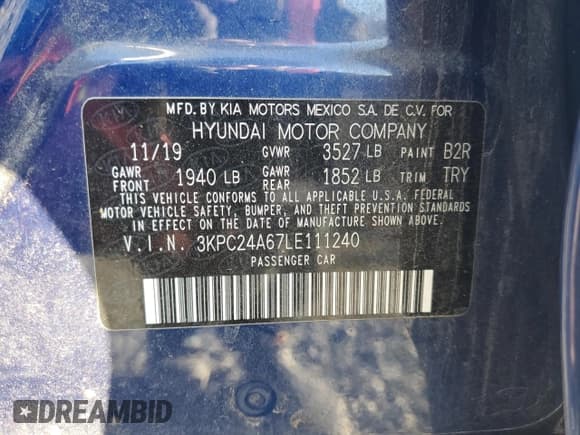 MFD. BY KIA MOTORS MEXICO S.A. DE C.V. FOR
HYUNDAI MOTOR COMPANY
11/19 GVWR 3527 LB PAINT B2R
GAWR FRONT 1940 LB GAWR REAR 1852 LB TRIM TRY
THIS VEHICLE CONFORMS TO ALL APPLICABLE U.S.A. FEDERAL
MOTOR VEHICLE SAFETY, BUMPER, AND THEFT PREVENTION
STANDARDS IN EFFECT ON THE DATE OF MANUFACTURE SHOWN ABOVE.
V.I.N. 3KPC24A67LE111240
PASSENGER CAR
DREAMBID